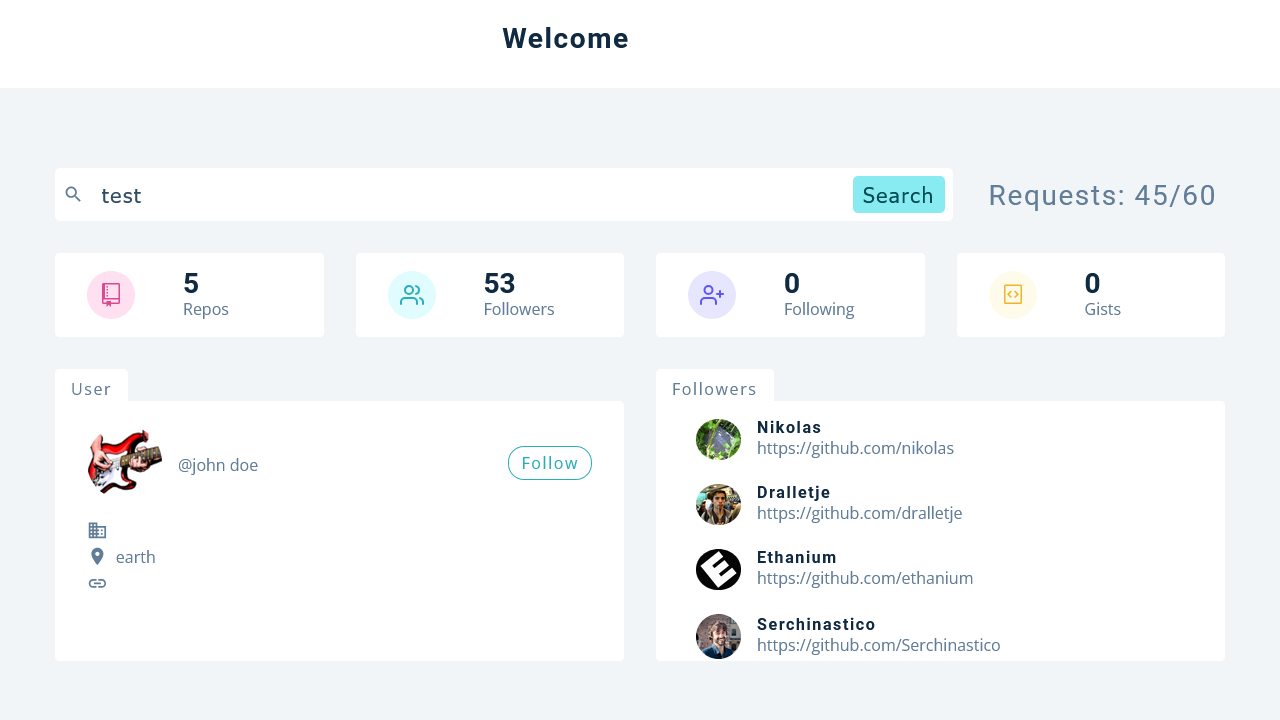 Welcome
test
Search
Requests: 45/60
5
Repos
53
Followers
0
Following
0
Gists
User
@john doe
Follow
earth
Followers
Nikolas
https://github.com/nikolas
Dralletje
https://github.com/dralletje
Ethanium
https://github.com/ethanium
Serchinastico
https://github.com/Serchinastico